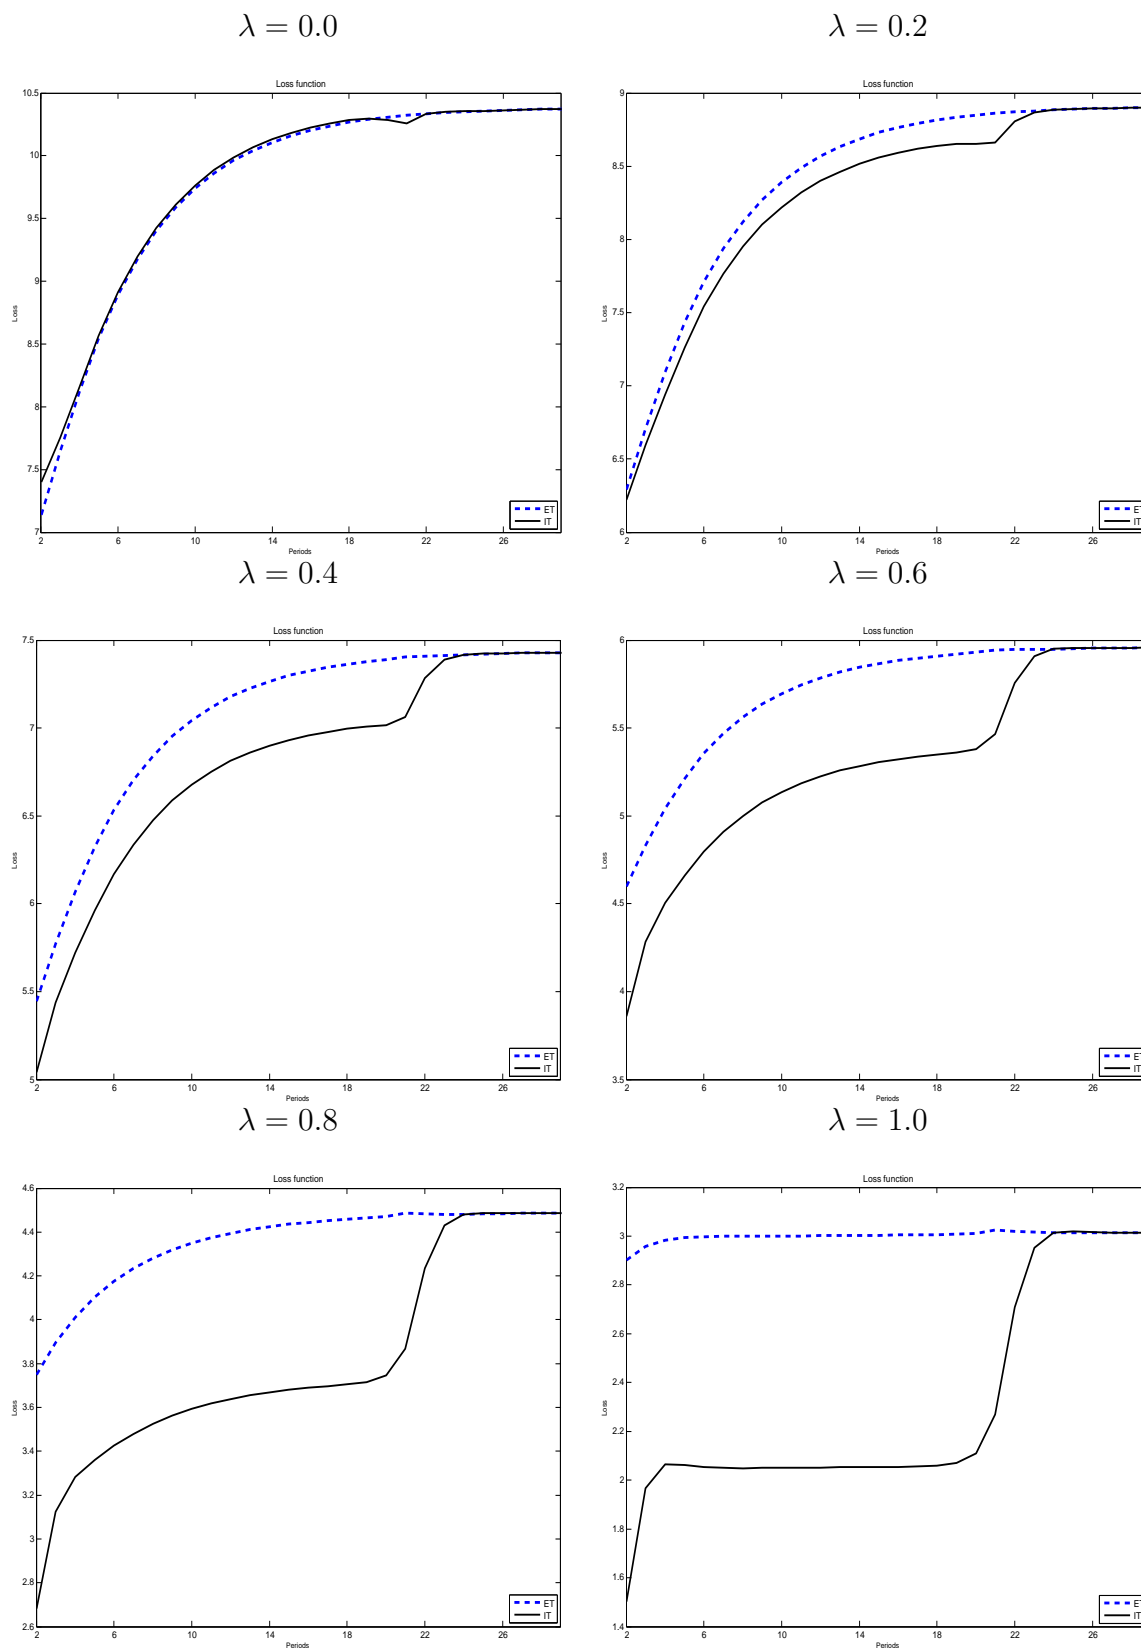 λ = 0.0
Loss function
10.5
10
9.5
9
8.5
8
7.5
7
Loss
2 6 10 14 18 22 26
Periods
ET
IT
λ = 0.2
Loss function
9
8.5
8
7.5
7
6.5
6
Loss
2 6 10 14 18 22 26
Periods
ET
IT
λ = 0.4
Loss function
7.5
7
6.5
6
5.5
5
Loss
2 6 10 14 18 22 26
Periods
ET
IT
λ = 0.6
Loss function
6
5.5
5
4.5
4
3.5
Loss
2 6 10 14 18 22 26
Periods
ET
IT
λ = 0.8
Loss function
4.6
4.4
4.2
4
3.8
3.6
3.4
3.2
3
2.8
2.6
Loss
2 6 10 14 18 22 26
Periods
ET
IT
λ = 1.0
Loss function
3.2
3
2.8
2.6
2.4
2.2
2
1.8
1.6
1.4
Loss
2 6 10 14 18 22 26
Periods
ET
IT